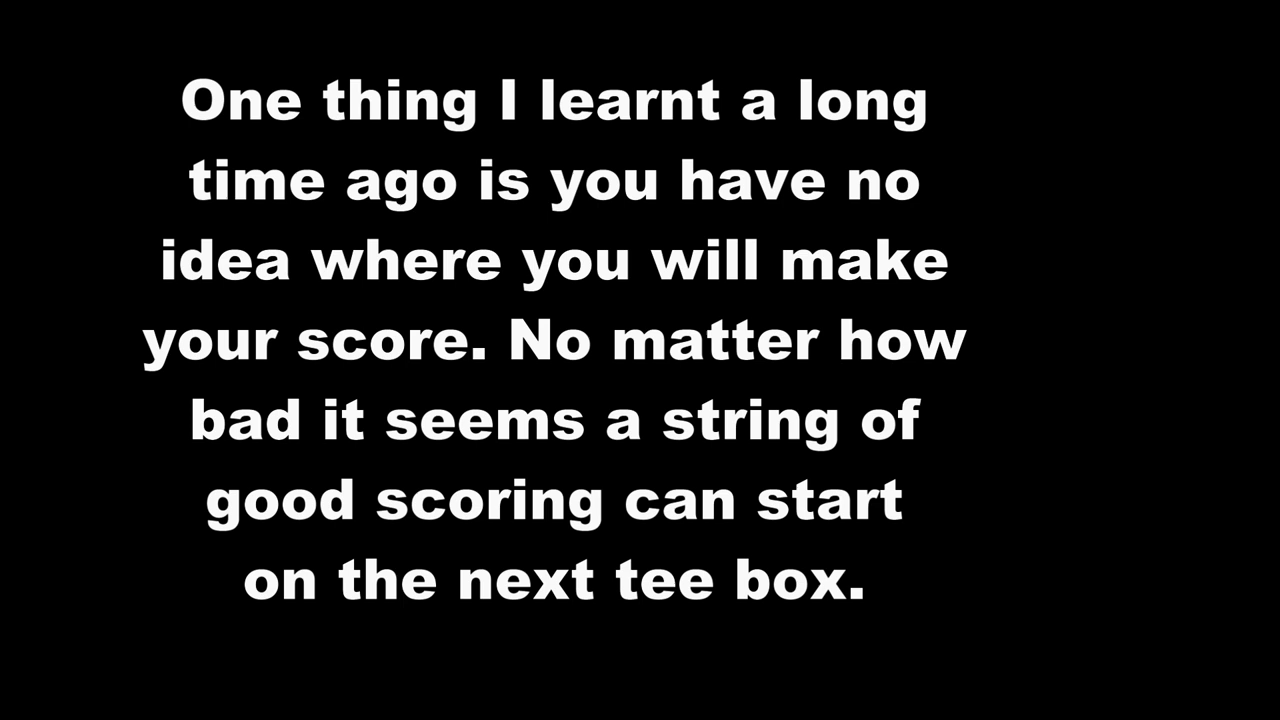 One thing I learnt a long
time ago is you have no
idea where you will make
your score. No matter how
bad it seems a string of
good scoring can start
on the next tee box.